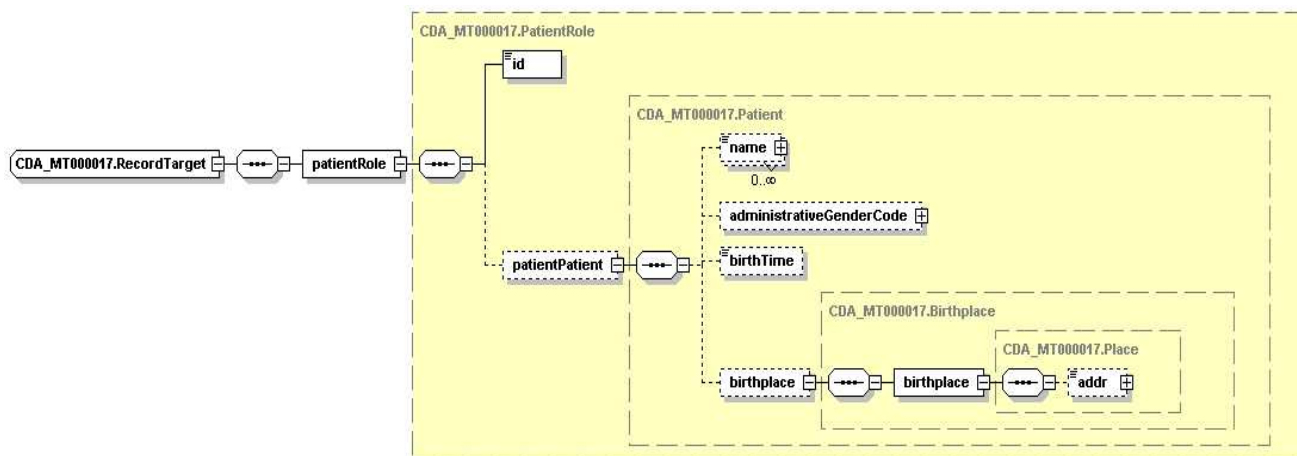 CDA_MT000017.PatientRole
id
CDA_MT000017.Patient
name
0..∞
CDA_MT000017.RecordTarget
patientRole
administrativeGenderCode
patientPatient
birthTime
CDA_MT000017.Birthplace
CDA_MT000017.Place
birthplace
birthplace
addr